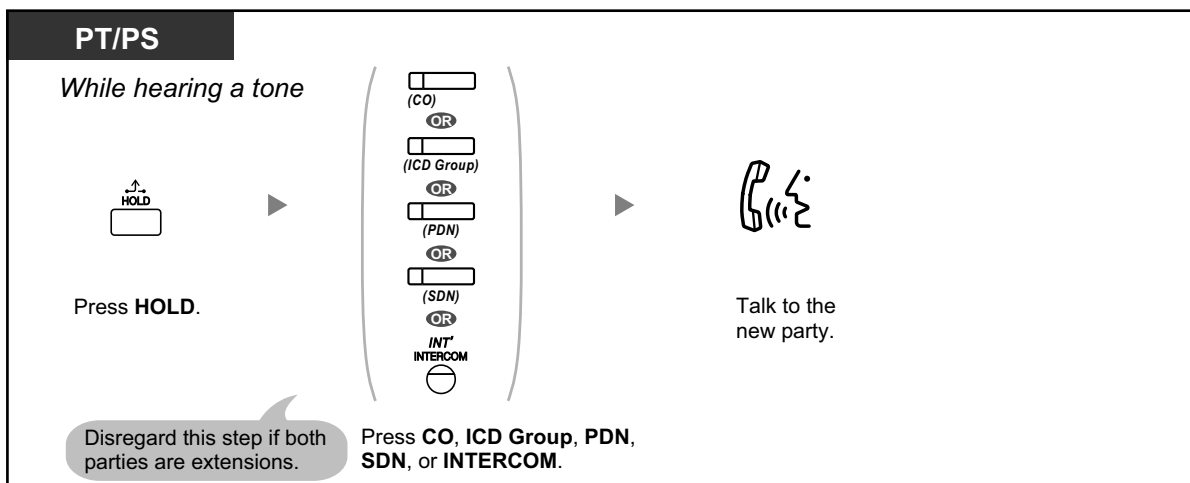 PT/PS
While hearing a tone
HOLD
Press HOLD.
(CO)
OR
(ICD Group)
OR
(PDN)
OR
(SDN)
OR
INT'
INTERCOM
Disregard this step if both
parties are extensions.
Press CO, ICD Group, PDN,
SDN, or INTERCOM.
Talk to the
new party.